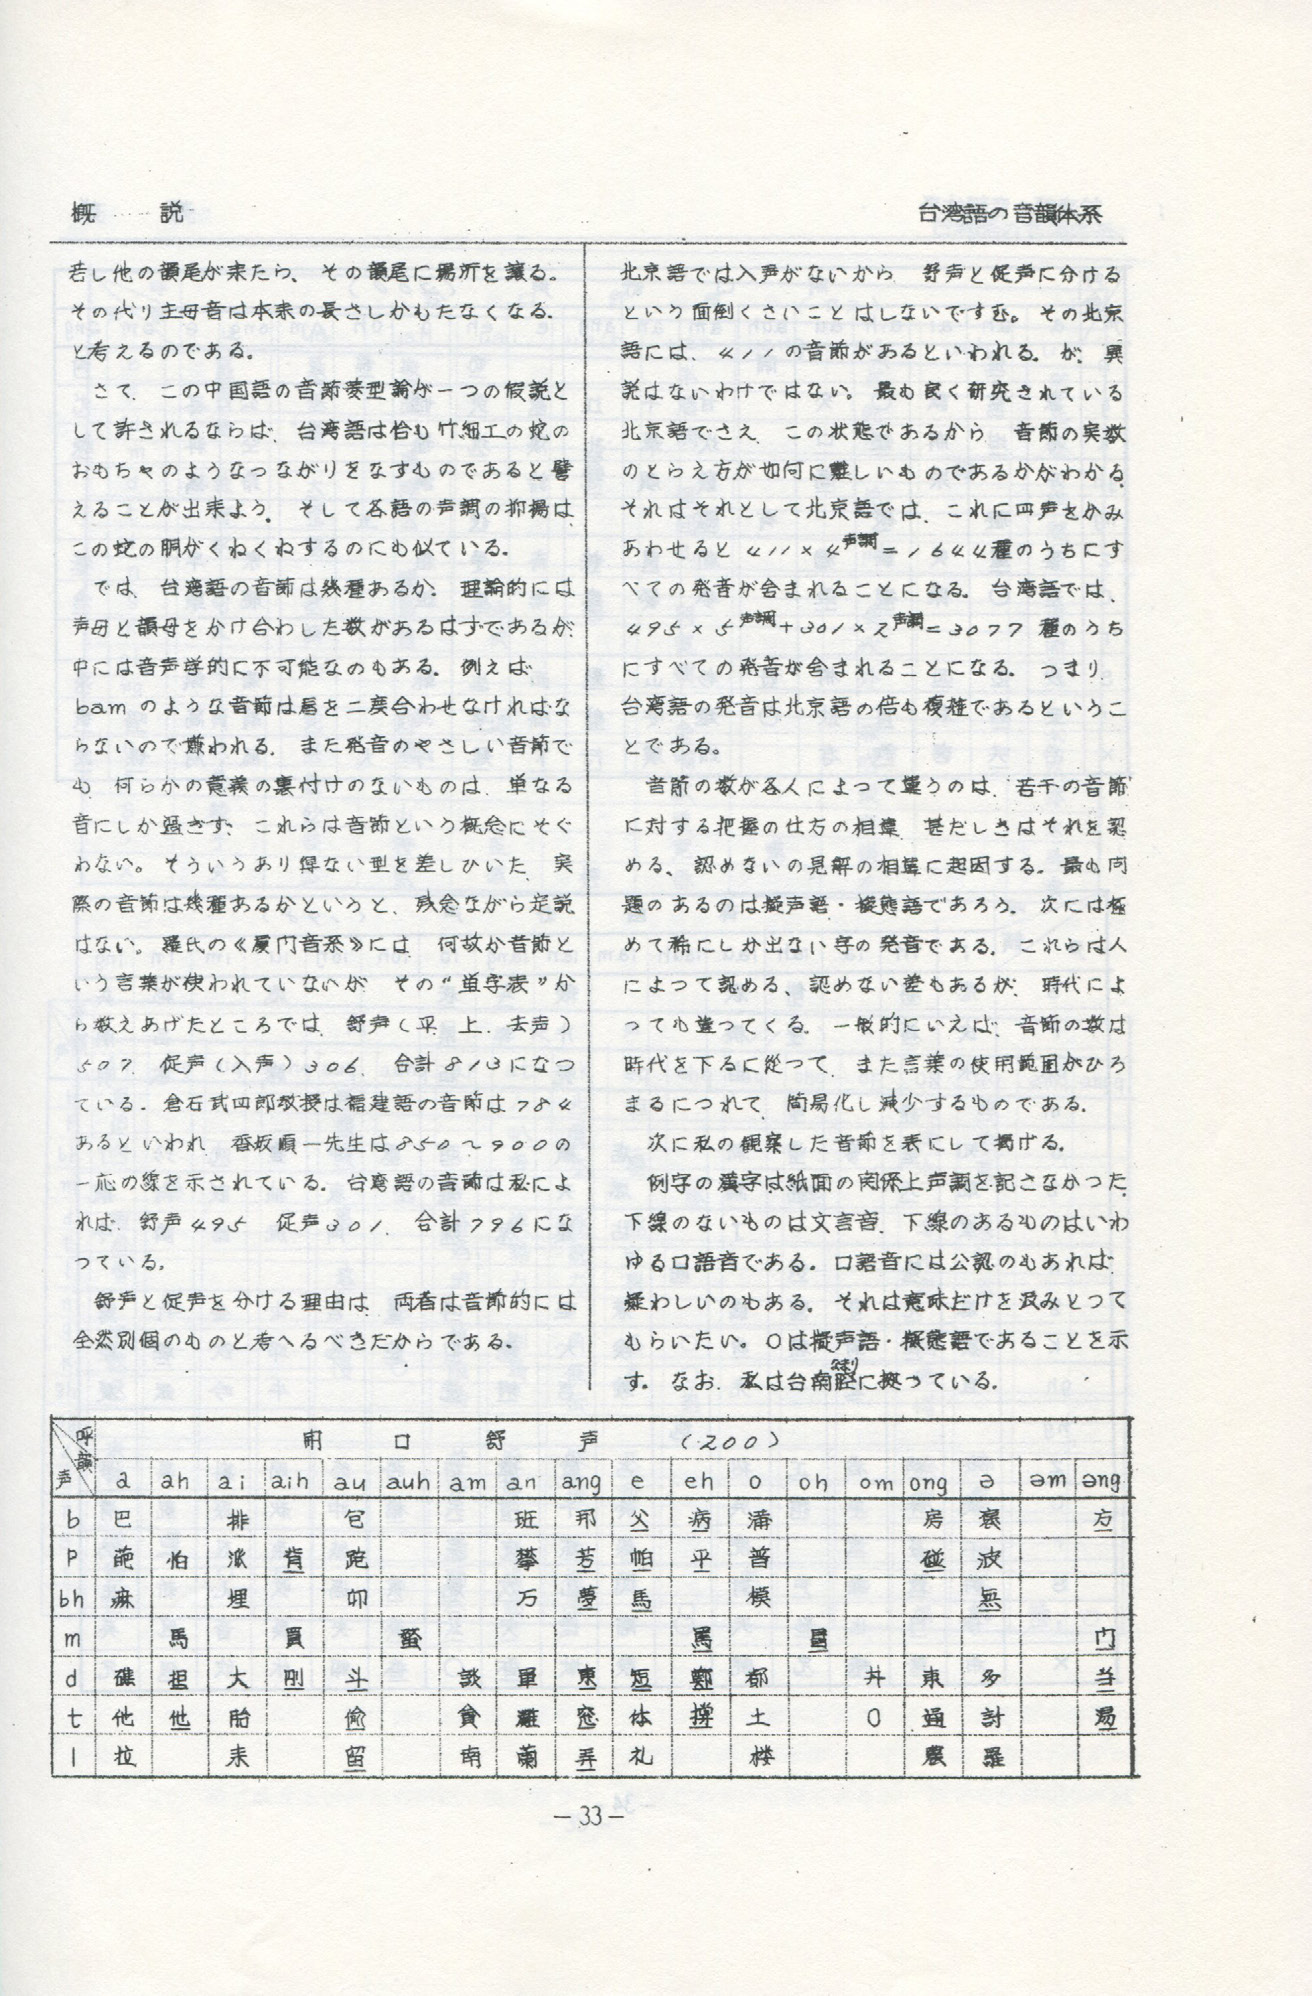 概　説
台湾語の音韻体系
若し他の韻尾が来たら、その韻尾に場所を譲る。
その代り主母音は本来の長さしかもたなくなる、
と考えるのである。
さて、この中国語の音節委型論が一つの仮説と
して許されるならば、台湾語は恰も竹細工の蛇の
おもちゃのようなつながりをなすものであると譬
えることが出来よう。そして各語の声調の抑揚は、
この蛇の胴がくねくねするのにも似ている。
では、台湾語の音節は幾種あるか。理論的には
声母と韻母をかけ合わした数があるはずであるが、
中には音声学的に不可能なのもある。例えば
bam のような音節は唇を二度合わせなければな
らないので嫌われる。また発音のやさしい音節で
も、何らかの意義の裏付けのないものは、単なる
音にしか過ぎず、これらは音節という概念にそぐ
わない。そういうあり得ない型を差しひいた、実
際の音節は幾種あるかというと、残念ながら定説
はない。羅氏の《厦門音系》には、何故か音節と
いう言葉が使われていないが、その“単字表”か
ら数えあげたところでは、舒声（平、上、去声）
507、促声（入声）306、合計813になつ
ている。倉石武四郎教授は福建語の音節は784
あるといわれ、香坂順一先生は850～900の
一応の線を示されている。台湾語の音節は私によ
れば、舒声495、促声301、合計796にな
つている。
舒声と促声を分ける理由は、両者は音節的には
全然別個のものと考へるべきだからである。
北京語では入声がないから、舒声と促声に分ける
という面倒くさいことはしないですむ。その北京
語には、411の音節があるといわれる。が、異
説はないわけではない。最も良く研究されている
北京語でさえ、この状態であるから、音節の実数
のとらえ方が如何に難しいものであるかがわかる。
それはそれとして北京語では、これに四声をかみ
あわせると 411×4声調＝1644種のうちにす
べての発音が含まれることになる。台湾語では、
495×5声調＋301×2声調＝3077 種のうち
にすべての発音が含まれることになる。つまり、
台湾語の発音は北京語の倍も複雑であるというこ
とである。
音節の数が各人によって違うのは、若干の音節
に対する把握の仕方の相違、甚だしきはそれを認
める、認めないの見解の相違に起因する。最も問
題のあるのは擬声語・擬態語であろう。次には極
めて稀にしか出ない字の発音である。これらは人
によって認める、認めない差もあるが、時代によ
っても違ってくる。一般的にいえば、音節の数は
時代を下るに従って、また言葉の使用範囲がひろ
まるにつれて、簡易化し減少するものである。
次に私の観察した音節を表にして掲げる。
例字の漢字は紙面の関係上声調を記さなかった。
下線のないものは文言音、下線のあるものはいわ
ゆる口語音である。口語音には公認のもあれば、
疑わしいのもある。それは意味だけを汲みとって
もらいたい。〇は擬声語・擬態語であることを示
す。なお、私は台南腔（なまり）に拠っている。
呼 韻 声 開口舒声 （200）
a ah ai aih au auh am an ang e eh o oh om ong ə əm əng
b 巴 排 包 班 邦 父 病 溥 房 褒 方
p 葩 怕 派 背 跑 攀 芳 帕 平 普 碰 波
bh 麻 埋 卯 万 夢 馬 模 無
m 馬 買 罵 冒 门
d 礁 担 大 剛 斗 談 単 東 短 鄭 都 丼 東 多 当
t 他 他 胎 偷 貪 灘 窓 体 撑 土 〇 通 討 湯
l 拉 来 留 南 蘭 弄 礼 楼 農 羅
－33－